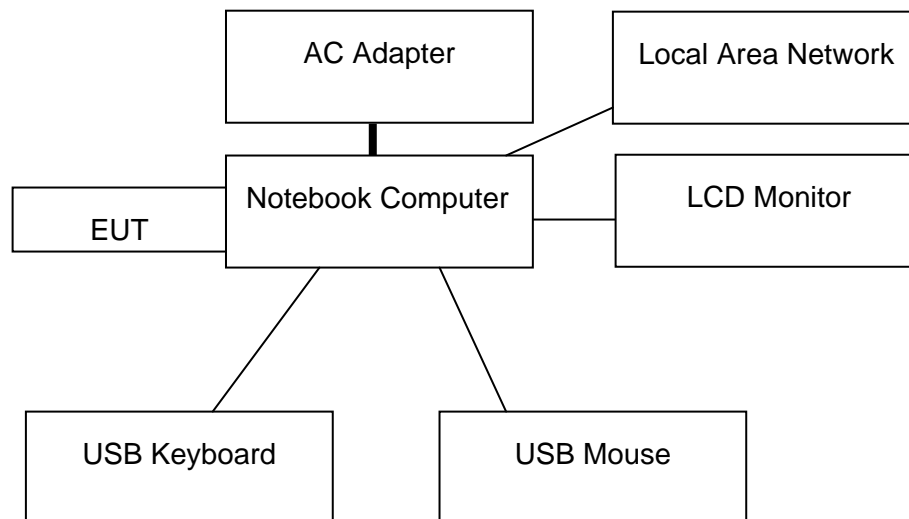 AC Adapter
Local Area Network
Notebook Computer
LCD Monitor
EUT
USB Keyboard
USB Mouse